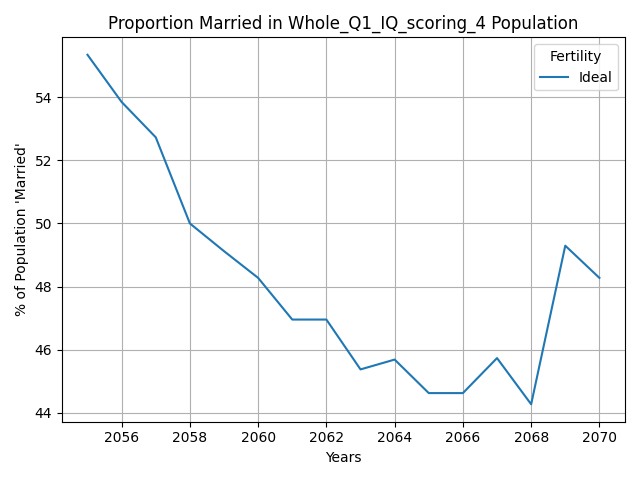 Proportion Married in Whole_Q1_IQ_scoring_4 Population
Fertility
Ideal
% of Population 'Married'
54
52
50
48
46
44
2056 2058 2060 2062 2064 2066 2068 2070
Years